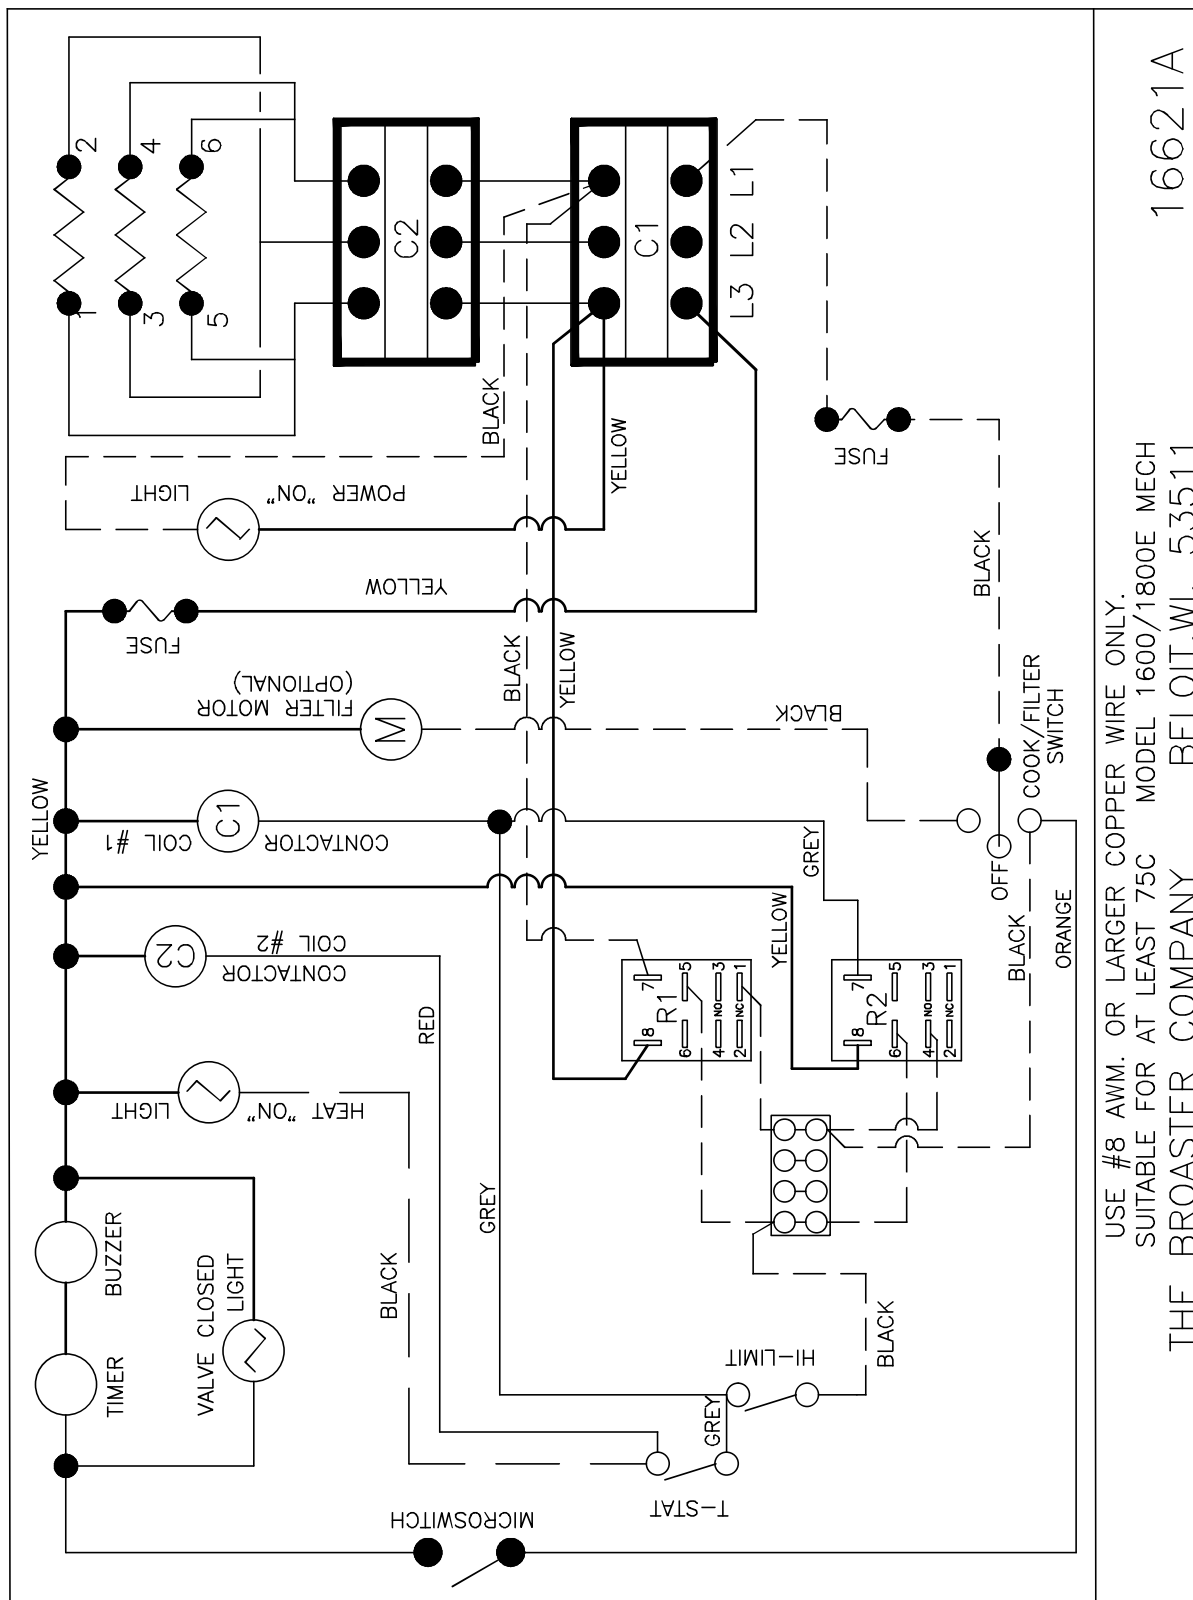 2
4
6
1
3
5
C2
C1
L1
L2
L3
16621A
BLACK
YELLOW
FUSE
LIGHT
POWER "ON"
YELLOW
FUSE
BLACK
YELLOW
BLACK
FILTER MOTOR
(OPTIONAL)
M
BLACK
COOK/FILTER
SWITCH
OFF
YELLOW
C1
CONTACTOR
COIL #1
GREY
C2
CONTACTOR
COIL #2
RED
YELLOW
BLACK
ORANGE
R1
7
8
5
6
3
NO
4
1
NC
2
R2
7
8
5
6
3
NO
4
1
NC
2
LIGHT
HEAT "ON"
BUZZER
TIMER
VALVE CLOSED
LIGHT
BLACK
GREY
GREY
HI-LIMIT
BLACK
T-STAT
MICROSWITCH
USE #8 AWM. OR LARGER COPPER WIRE ONLY.
SUITABLE FOR AT LEAST 75C MODEL 1600/1800E MECH
THE BROASTER COMPANY BELOIT,WI. 53511